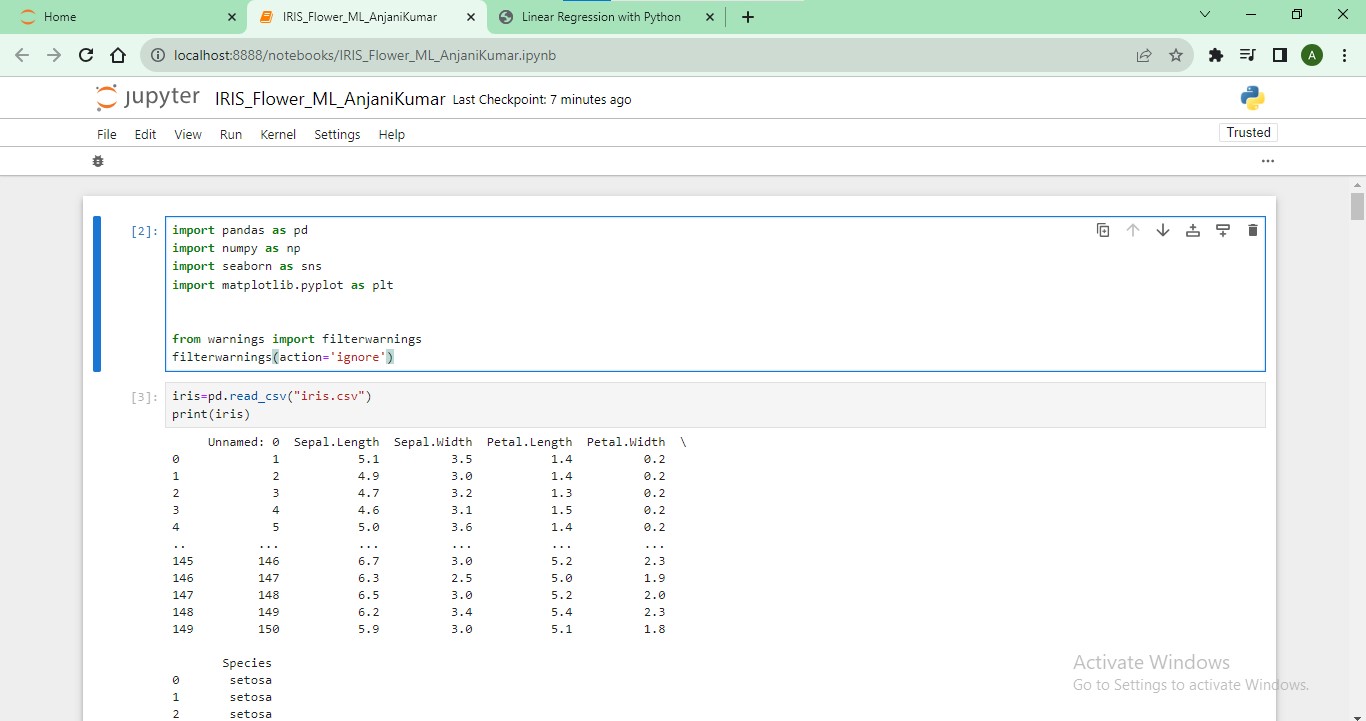 Home
IRIS_Flower_ML_AnjaniKumar
Linear Regression with Python
localhost:8888/notebooks/IRIS_Flower_ML_AnjaniKumar.ipynb
A
jupyter IRIS_Flower_ML_AnjaniKumar Last Checkpoint: 7 minutes ago
File Edit View Run Kernel Settings Help
Trusted
[2]:
import pandas as pd
import numpy as np
import seaborn as sns
import matplotlib.pyplot as plt
from warnings import filterwarnings
filterwarnings(action='ignore')
[3]:
iris=pd.read_csv("iris.csv")
print(iris)
Unnamed: 0 Sepal.Length Sepal.Width Petal.Length Petal.Width \
0 1 5.1 3.5 1.4 0.2
1 2 4.9 3.0 1.4 0.2
2 3 4.7 3.2 1.3 0.2
3 4 4.6 3.1 1.5 0.2
4 5 5.0 3.6 1.4 0.2
.. ... ... ... ... ...
145 146 6.7 3.0 5.2 2.3
146 147 6.3 2.5 5.0 1.9
147 148 6.5 3.0 5.2 2.0
148 149 6.2 3.4 5.4 2.3
149 150 5.9 3.0 5.1 1.8
Species
0 setosa
1 setosa
2 setosa
Activate Windows
Go to Settings to activate Windows.